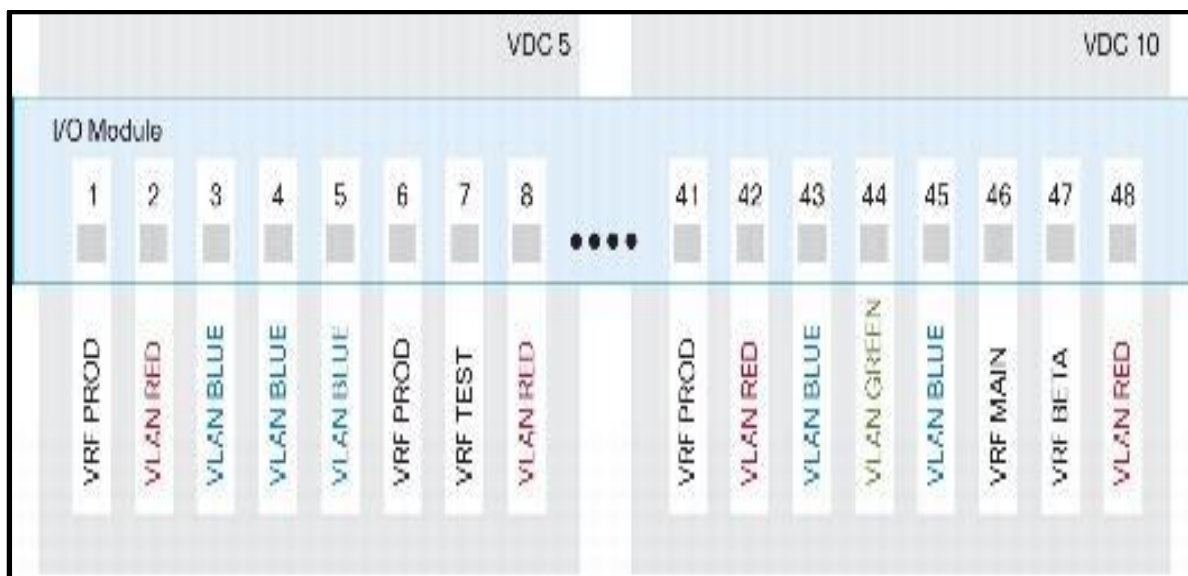 VDC 5 VDC 10
I/O Module
1 2 3 4 5 6 7 8 41 42 43 44 45 46 47 48
VRF PROD
VLAN RED
VLAN BLUE
VLAN BLUE
VLAN BLUE
VRF PROD
VRF TEST
VLAN RED
VRF PROD
VLAN RED
VLAN BLUE
VLAN GREEN
VLAN BLUE
VRF MAIN
VRF BETA
VLAN RED